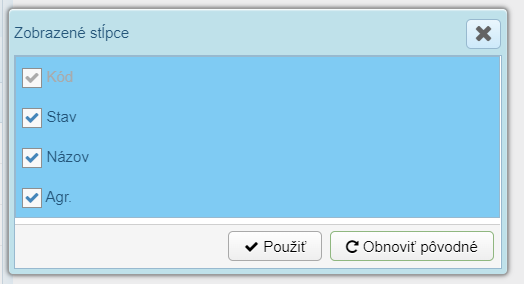 Zobrazené stĺpce
Kód
Stav
Názov
Agr.
Použiť
Obnoviť pôvodné